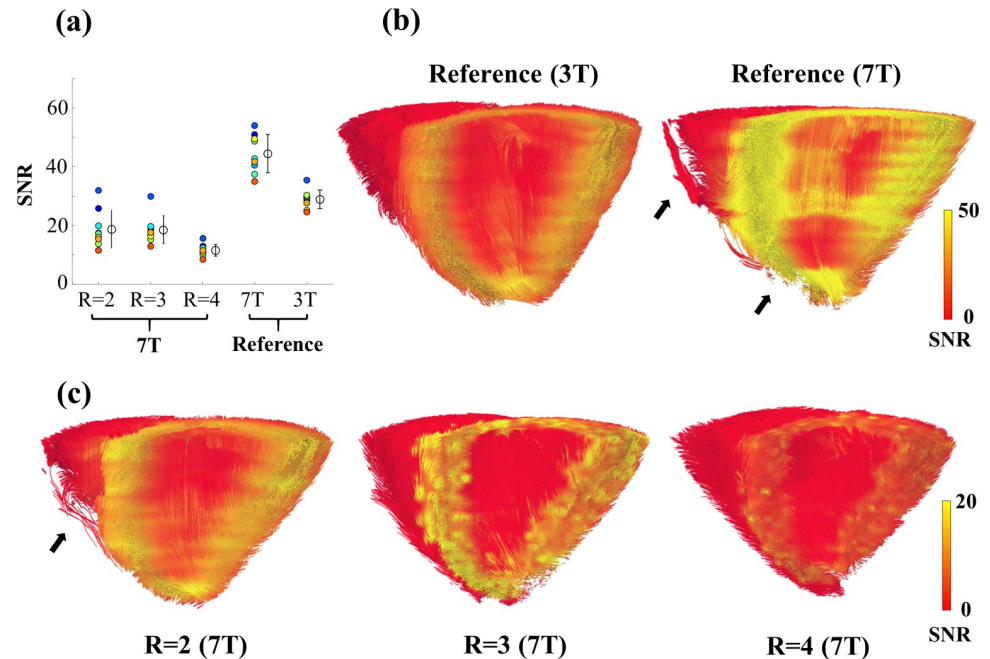 (a)
SNR
60
40
20
0
R=2 R=3 R=4 7T 3T
7T Reference
(b)
Reference (3T) Reference (7T)
50
0
SNR
(c)
20
0
SNR
R=2 (7T) R=3 (7T) R=4 (7T)